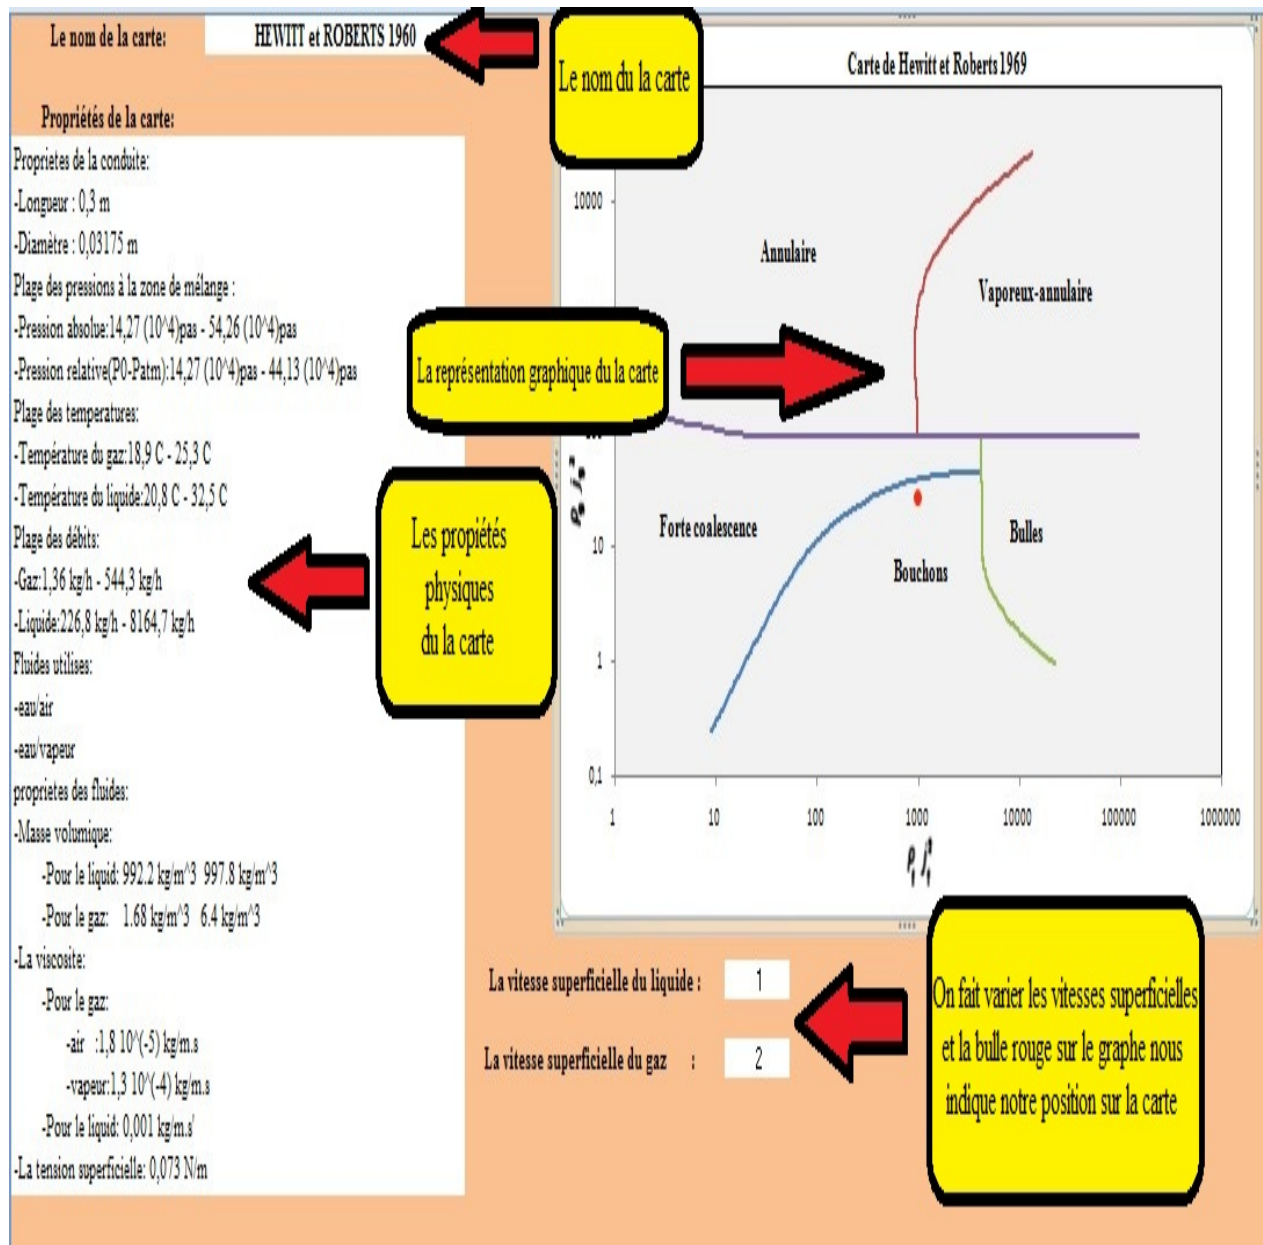 Le nom de la carte:
HEWITT et ROBERTS 1960
Le nom du la carte
Propriétés de la carte:
Proprietes de la conduite:
-Longueur : 0,3 m
-Diamètre : 0,03175 m
Plage des pressions à la zone de mélange :
-Pression absolue:14,27 (10^4)pas - 54,26 (10^4)pas
-Pression relative(P0-Patm):14,27 (10^4)pas - 44,13 (10^4)pas
Plage des temperatures:
-Température du gaz:18,9 C - 25,3 C
-Température du liquide:20,8 C - 32,5 C
Plage des débits:
-Gaz:1,36 kg/h - 544,3 kg/h
-Liquide:226,8 kg/h - 8164,7 kg/h
Fluides utilises:
-eau/air
-eau/vapeur
proprietes des fluides:
-Masse volumique:
-Pour le liquid: 992.2 kg/m^3 997.8 kg/m^3
-Pour le gaz: 1.68 kg/m^3 6.4 kg/m^3
-La viscosite:
-Pour le gaz:
-air :1,8 10^(-5) kg/m.s
-vapeur:1,3 10^(-4) kg/m.s
-Pour le liquid: 0,001 kg/m.s'
-La tension superficielle: 0,073 N/m
Les propiétés
physiques
du la carte
La représentation graphique du la carte
Carte de Hewitt et Roberts 1969
10000
10
1
0,1
Annulaire
Vaporeux-annulaire
Forte coalescence
Bouchons
Bulles
1 10 100 1000 10000 100000 1000000
La vitesse superficielle du liquide : 1
La vitesse superficielle du gaz : 2
On fait varier les vitesses superficielles
et la bulle rouge sur le graphe nous
indique notre position sur la carte